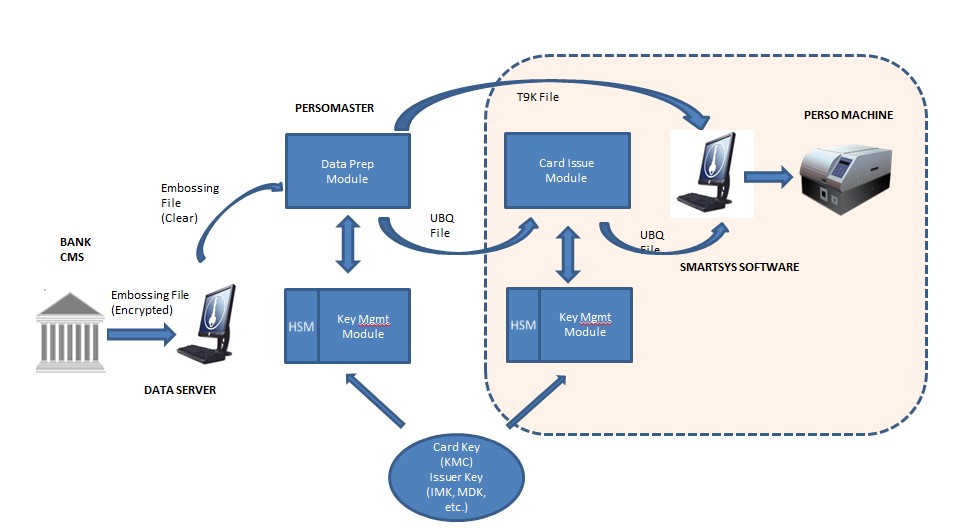 T9K File
PERSOMASTER
PERSO MACHINE
Data Prep
Module
Card Issue
Module
Embossing
File
(Clear)
UBQ
File
UBQ
File
BANK
CMS
SMARTSYS SOFTWARE
Embossing File
(Encrypted)
HSM
Key Mgmt
Module
HSM
Key Mgmt
Module
DATA SERVER
Card Key
(KMC)
Issuer Key
(IMK, MDK,
etc.)